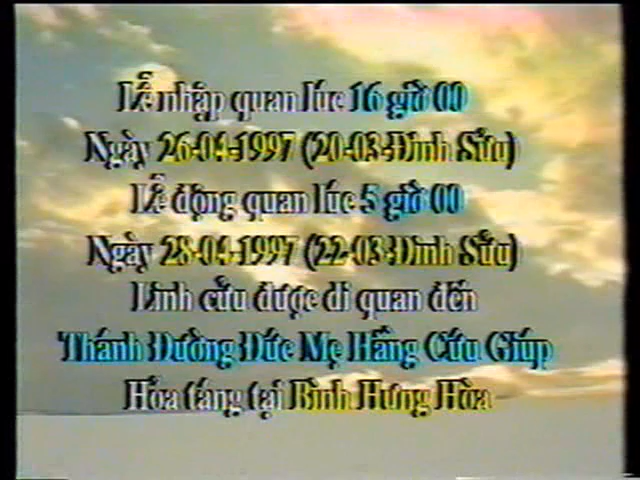 Lễ nhập quan lúc 16 giờ 00
Ngày 26-04-1997 (20-03-Đinh Sửu)
Lễ động quan lúc 5 giờ 00
Ngày 28-04-1997 (22-03-Đinh Sửu)
Linh cửu được di quan đến
Thánh Đường Đức Mẹ Hằng Cứu Giúp
Hỏa táng tại Bình Hưng Hòa